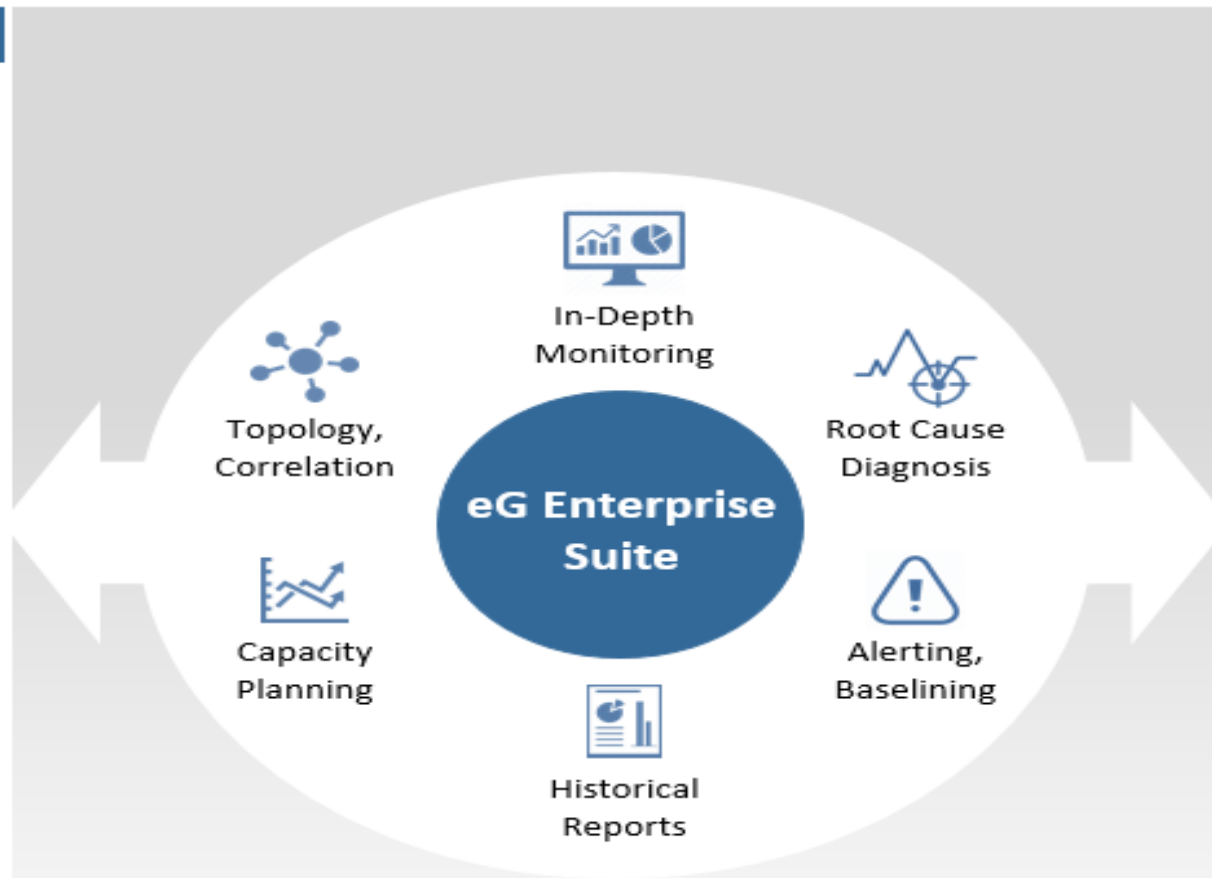 In-Depth
Monitoring
Topology,
Correlation
Root Cause
Diagnosis
eG Enterprise
Suite
Capacity
Planning
Alerting,
Baselining
Historical
Reports